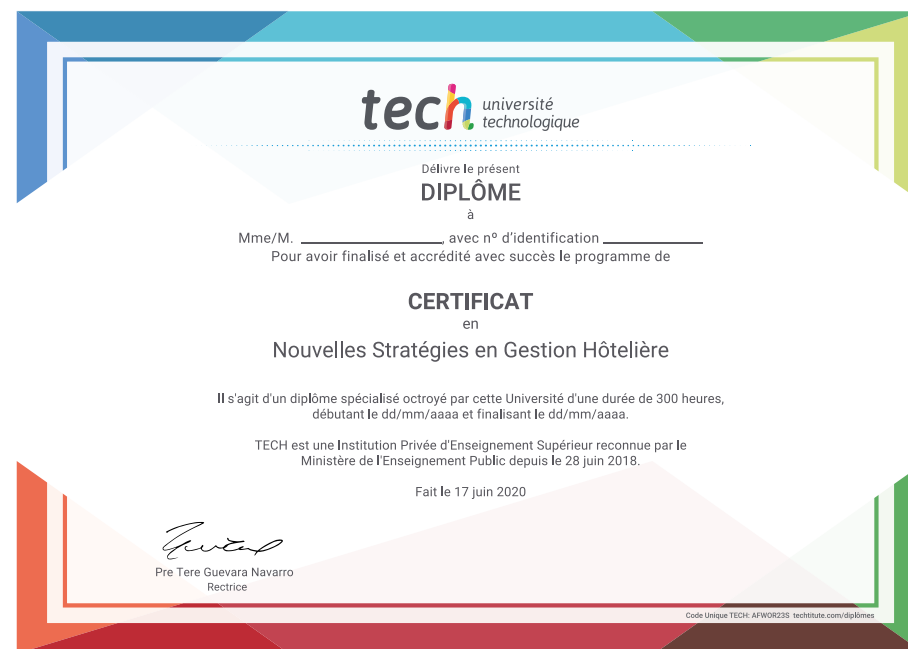 tech université
technologique
Délivre le présent
DIPLÔME
à
Mme/M. ____________________, avec nº d'identification ______________
Pour avoir finalisé et accrédité avec succès le programme de
CERTIFICAT
en
Nouvelles Stratégies en Gestion Hôtelière
Il s'agit d'un diplôme spécialisé octroyé par cette Université d'une durée de 300 heures,
débutant le dd/mm/aaaa et finalisant le dd/mm/aaaa.
TECH est une Institution Privée d'Enseignement Supérieur reconnue par le
Ministère de l'Enseignement Public depuis le 28 juin 2018.
Fait le 17 juin 2020
Pre Tere Guevara Navarro
Rectrice
Code Unique TECH: AFWOR23S techtitute.com/diplômes